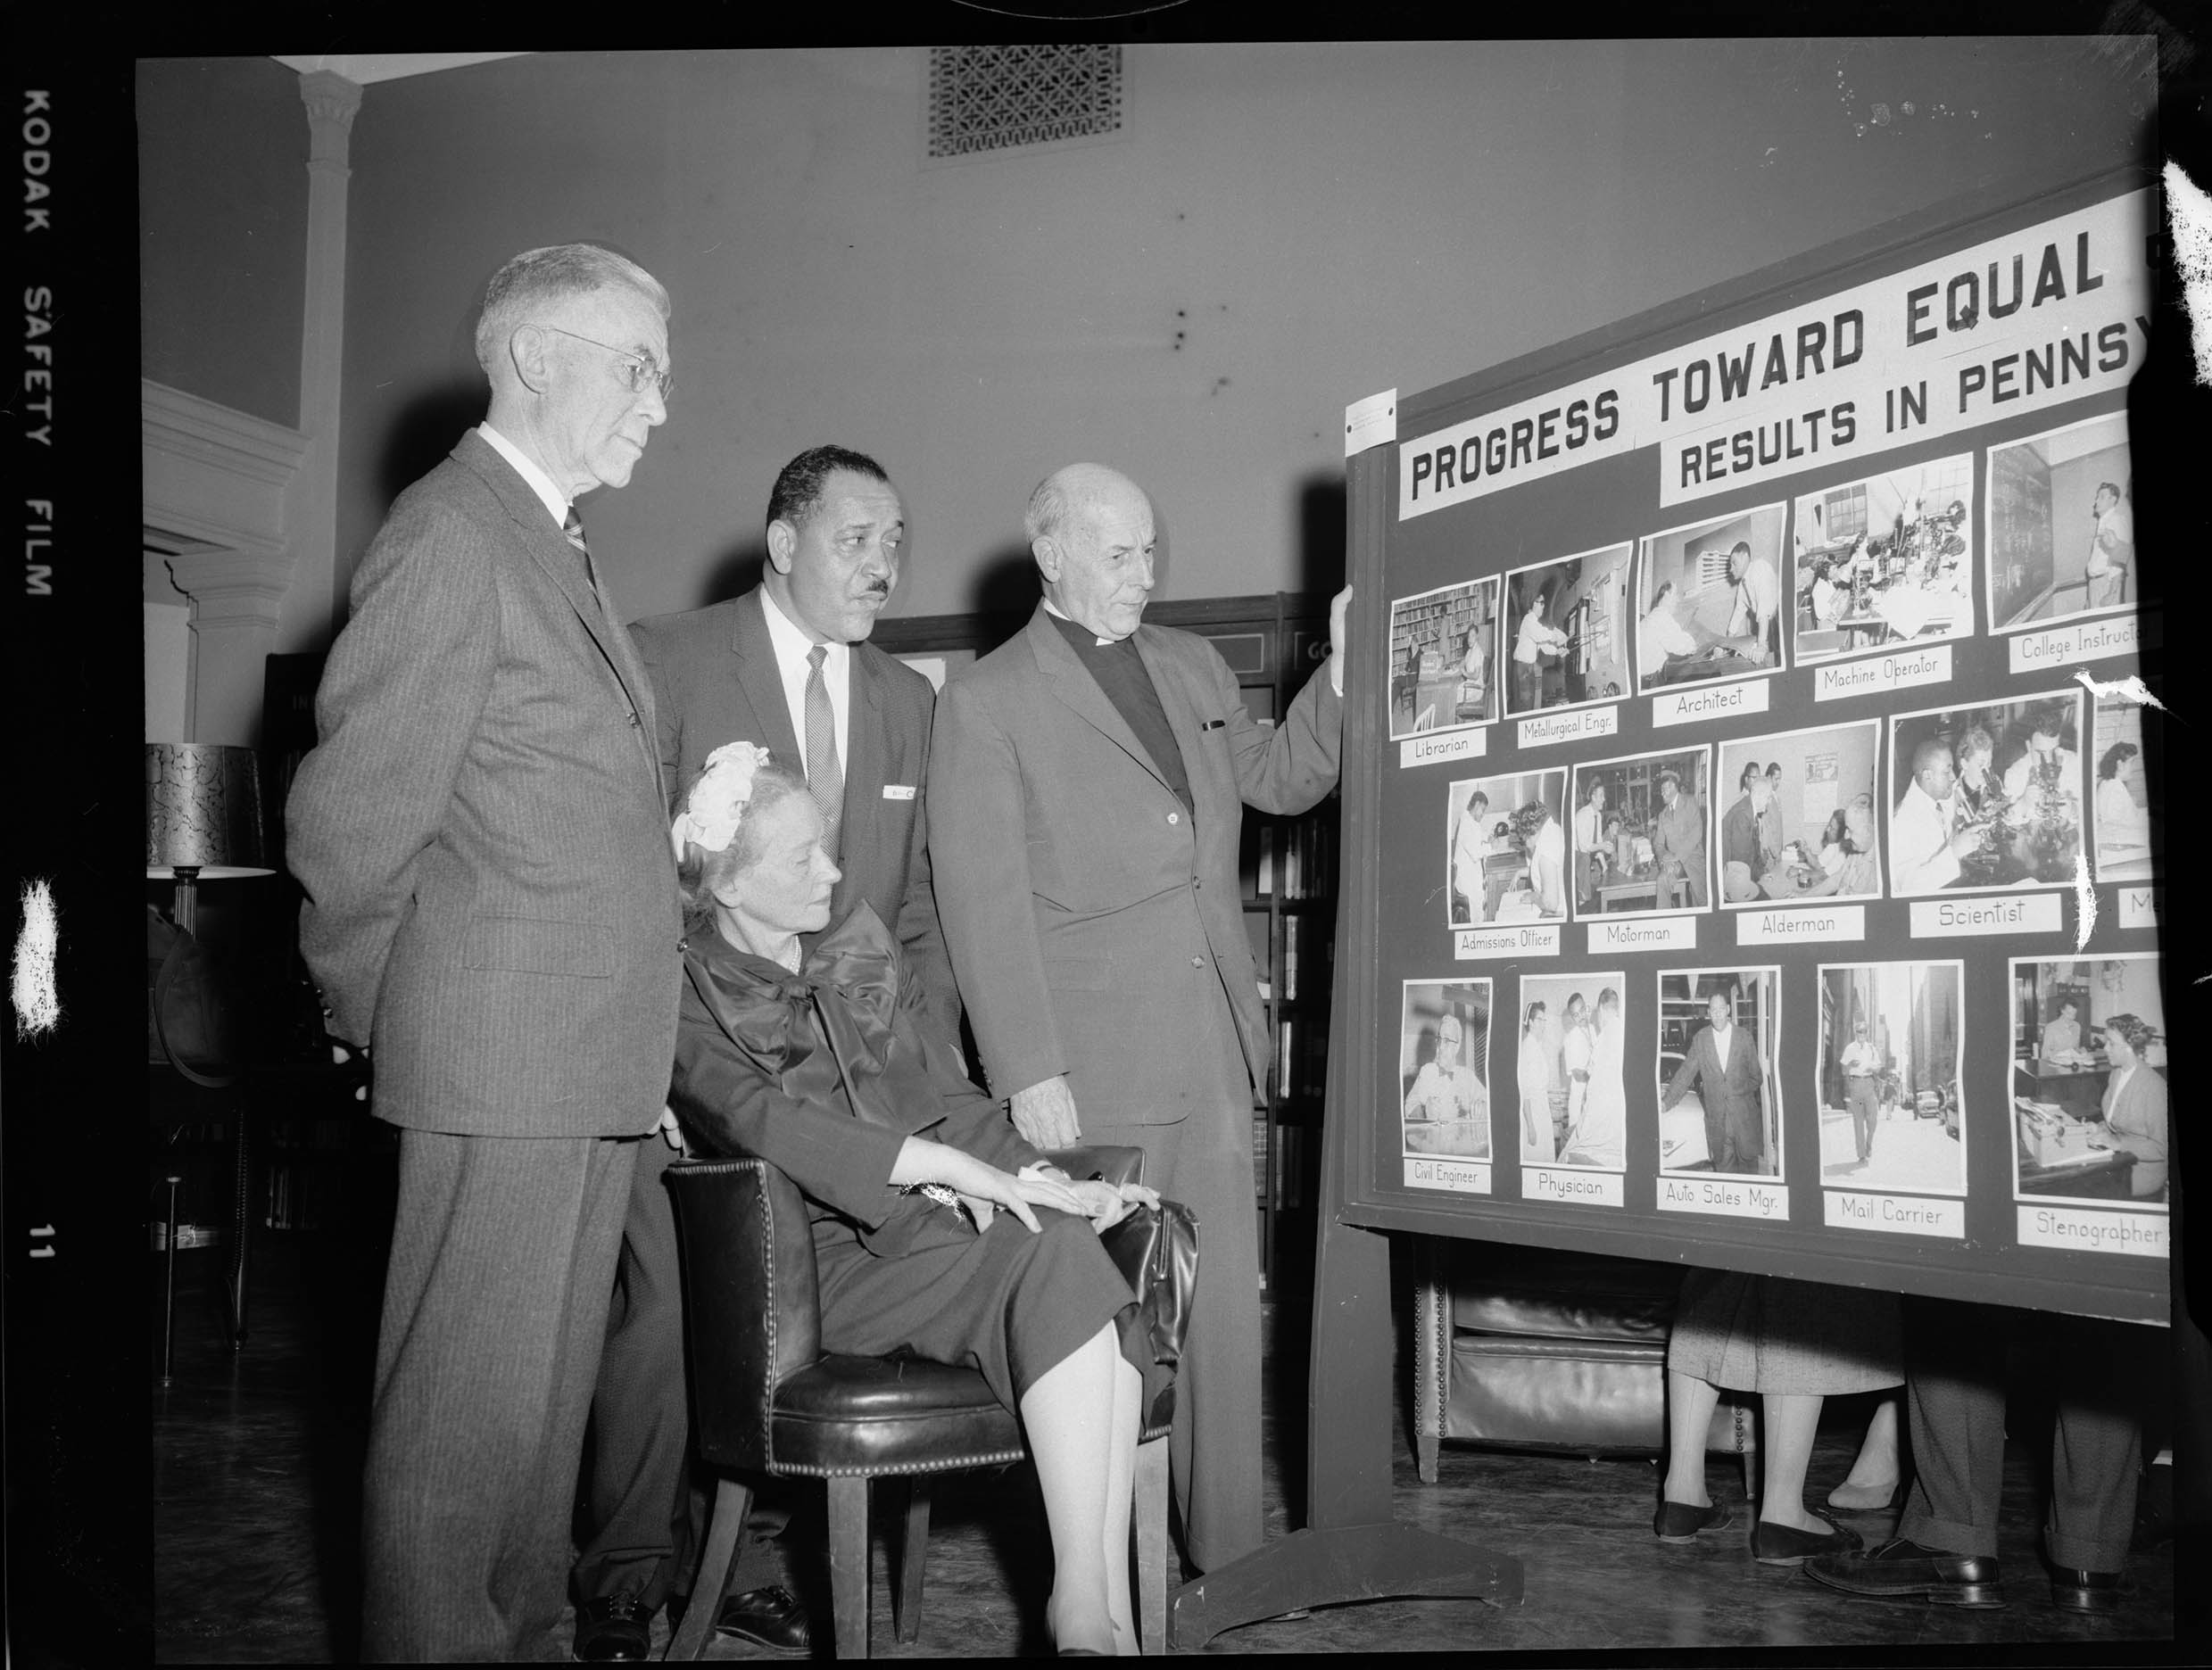 KODAK SAFETY FILM
11
PROGRESS TOWARD EQUAL
RESULTS IN PENNSY
Librarian
Metallurgical Engr.
Architect
Machine Operator
College Instructo
Admissions Officer
Motorman
Alderman
Scientist
Civil Engineer
Physician
Auto Sales Mgr.
Mail Carrier
Stenographer